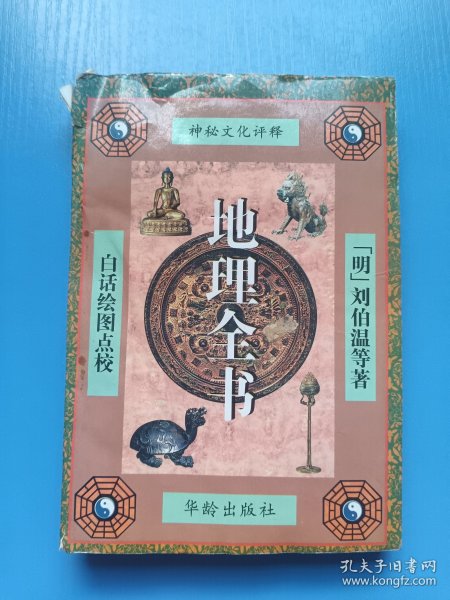 神秘文化评释
地理全书
「明」刘伯温等著
白话绘图点校
华龄出版社
孔夫子旧书网
www.kongfz.com